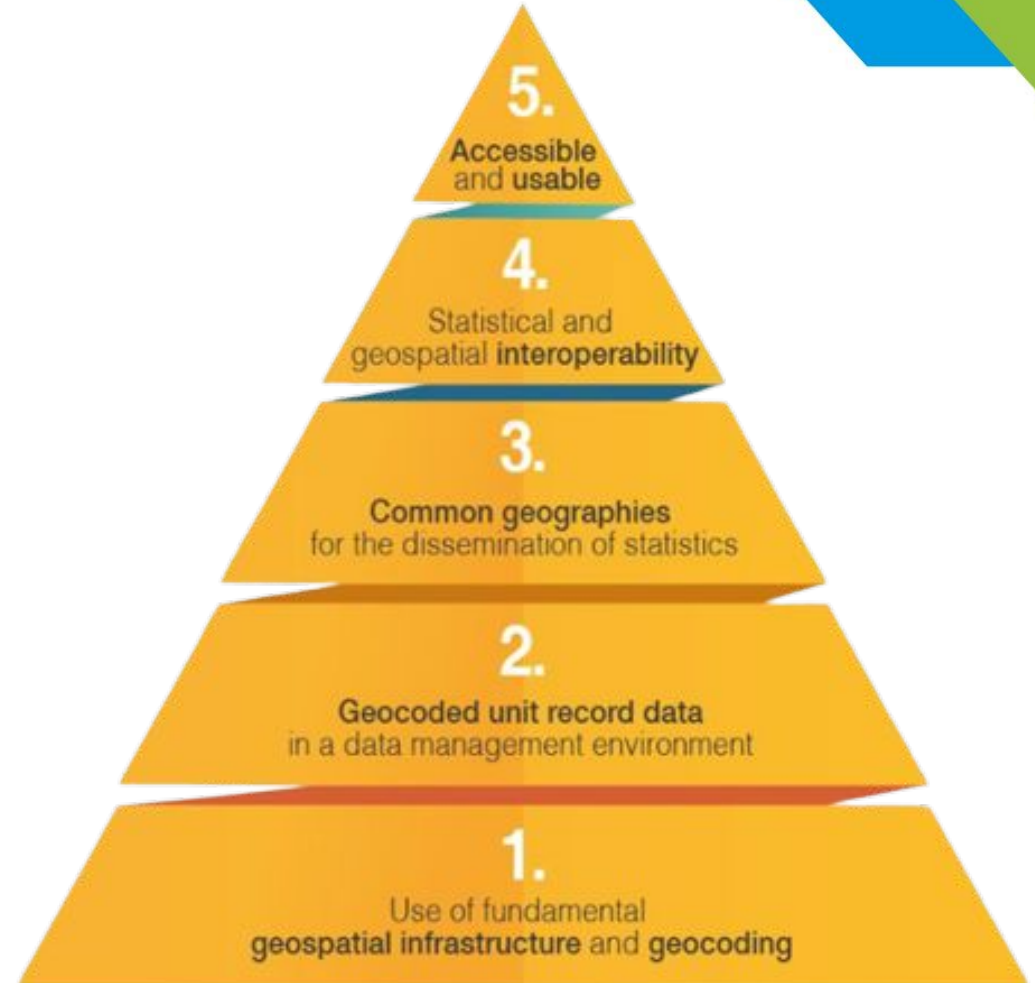 5.
Accessible
and usable
4.
Statistical and
geospatial interoperability
3.
Common geographies
for the dissemination of statistics
2.
Geocoded unit record data
in a data management environment
1.
Use of fundamental
geospatial infrastructure and geocoding